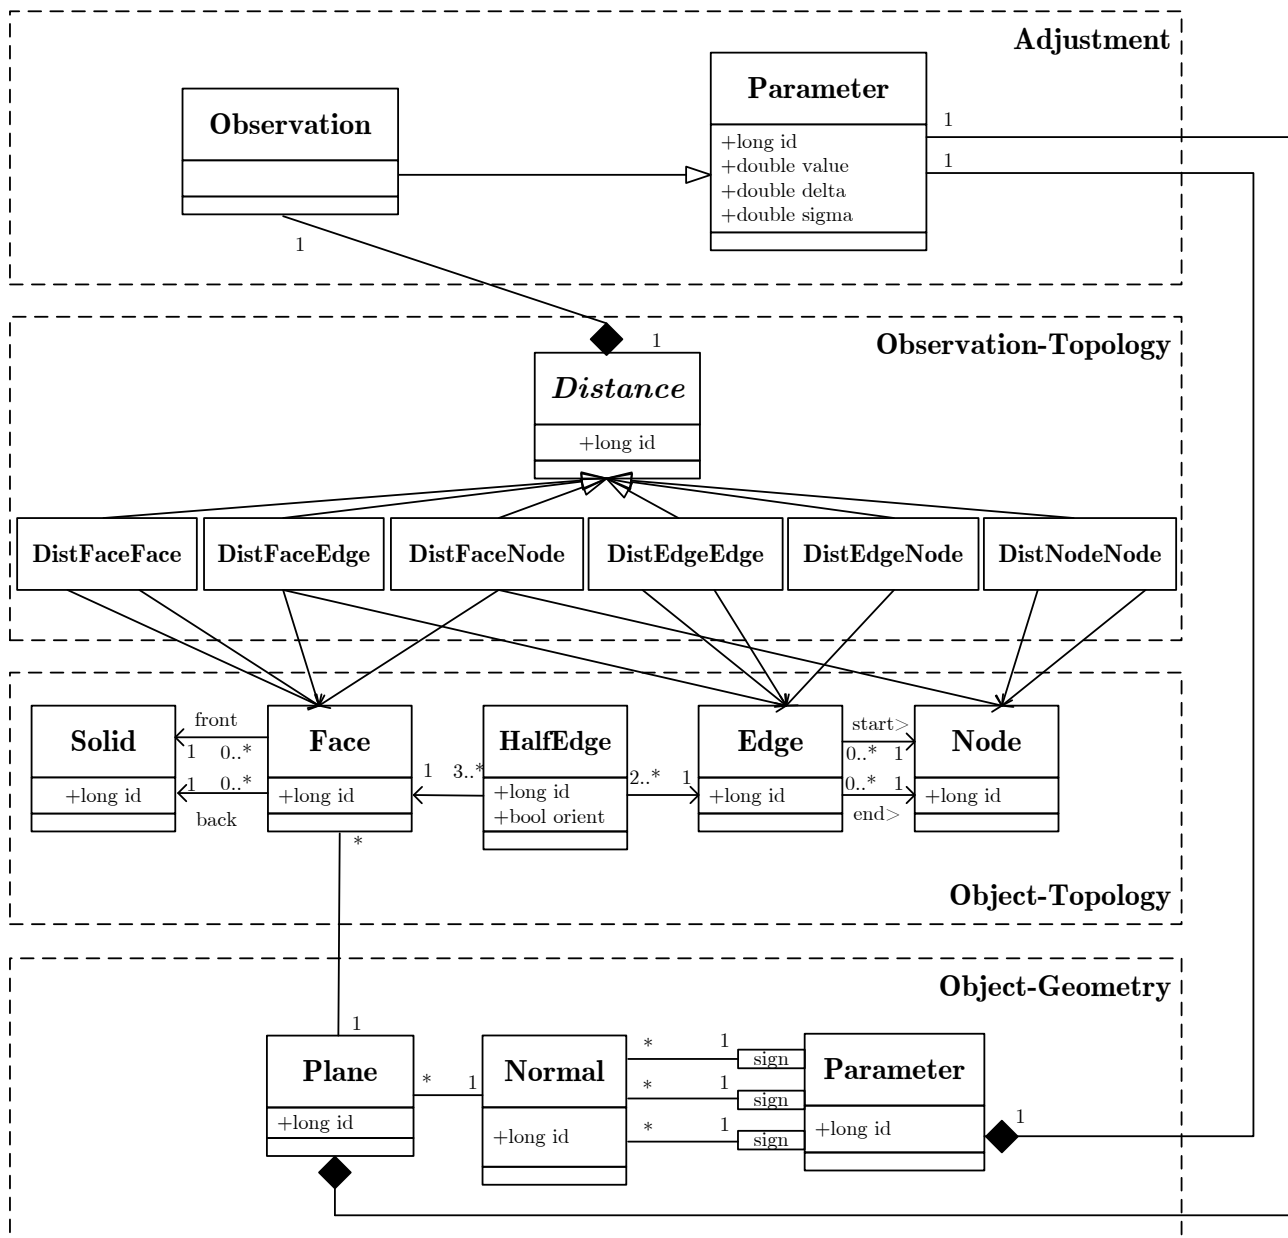 Adjustment
Parameter
+long id
+double value
+double delta
+double sigma
1
1
Observation
1
Observation-Topology
1
Distance
+long id
DistFaceFace
DistFaceEdge
DistFaceNode
DistEdgeEdge
DistEdgeNode
DistNodeNode
Solid
+long id
front
1 0..*
1 0..*
back
Face
+long id
*
1 3..*
HalfEdge
+long id
+bool orient
2..* 1
Edge
+long id
start>
0..* 1
0..* 1
end>
Node
+long id
Object-Topology
Object-Geometry
1
Plane
+long id
* 1
Normal
+long id
* 1 sign
* 1 sign
* 1 sign
Parameter
+long id
1